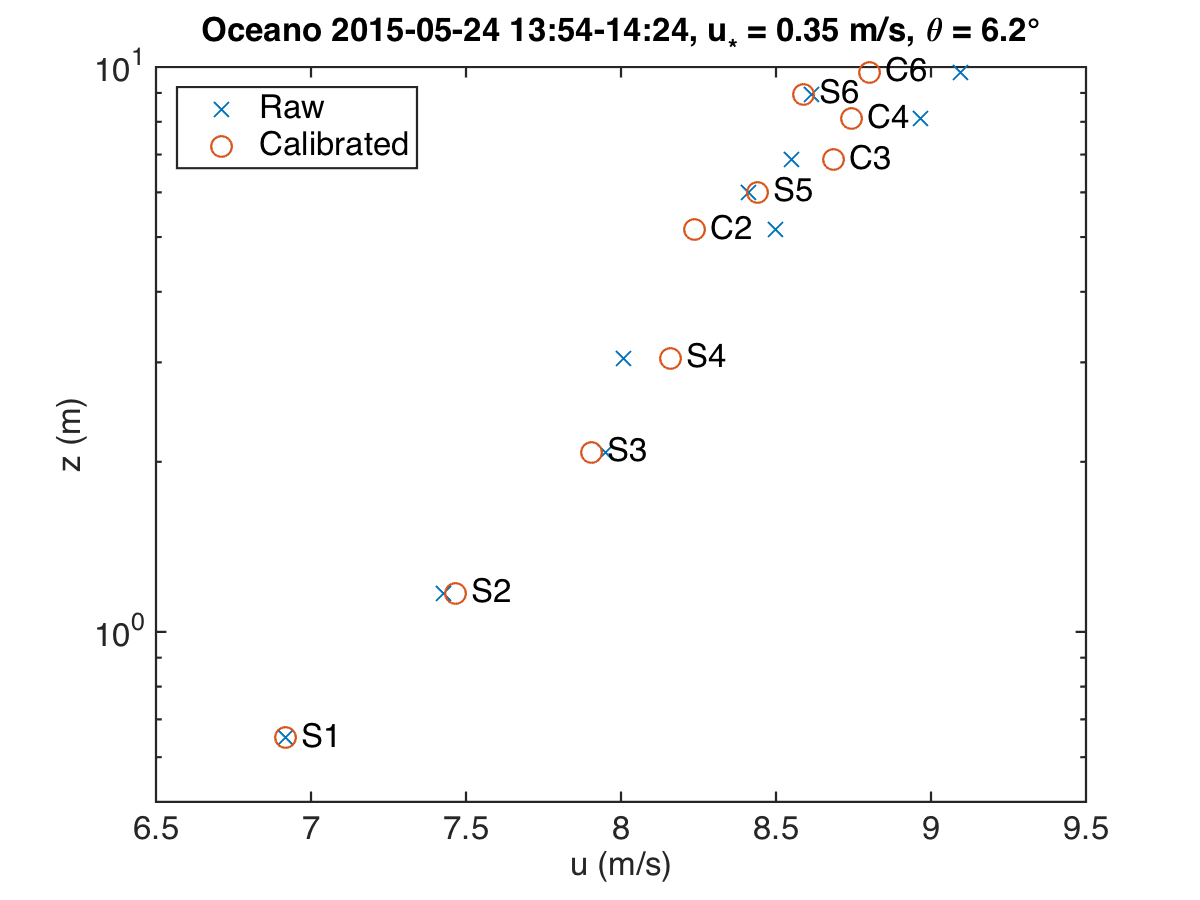 Oceano 2015-05-24 13:54-14:24, u* = 0.35 m/s, θ = 6.2°
10¹
C6
Raw
S6
C4
Calibrated
C3
S5
C2
S4
z (m)
S3
S2
10⁰
S1
6.5 7 7.5 8 8.5 9 9.5
u (m/s)